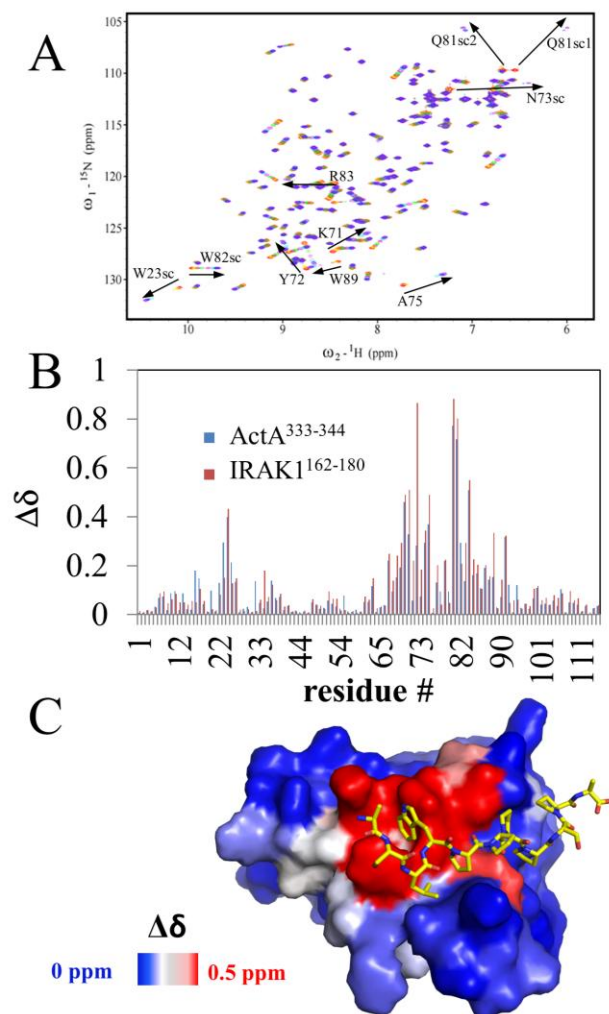 A
105
110
115
120
125
130
ω₁ - ¹⁵N (ppm)
Q81sc2
Q81sc1
N73sc
R83
K71
W82sc
W23sc
Y72
W89
A75
10
9
8
7
6
ω₂ - ¹H (ppm)
B
1
0.8
0.6
0.4
0.2
0
Δδ
ActA³³³⁻³⁴⁴
IRAK1¹⁶²⁻¹⁸⁰
1
12
22
33
44
54
65
73
82
90
101
111
residue #
C
Δδ
0 ppm
0.5 ppm